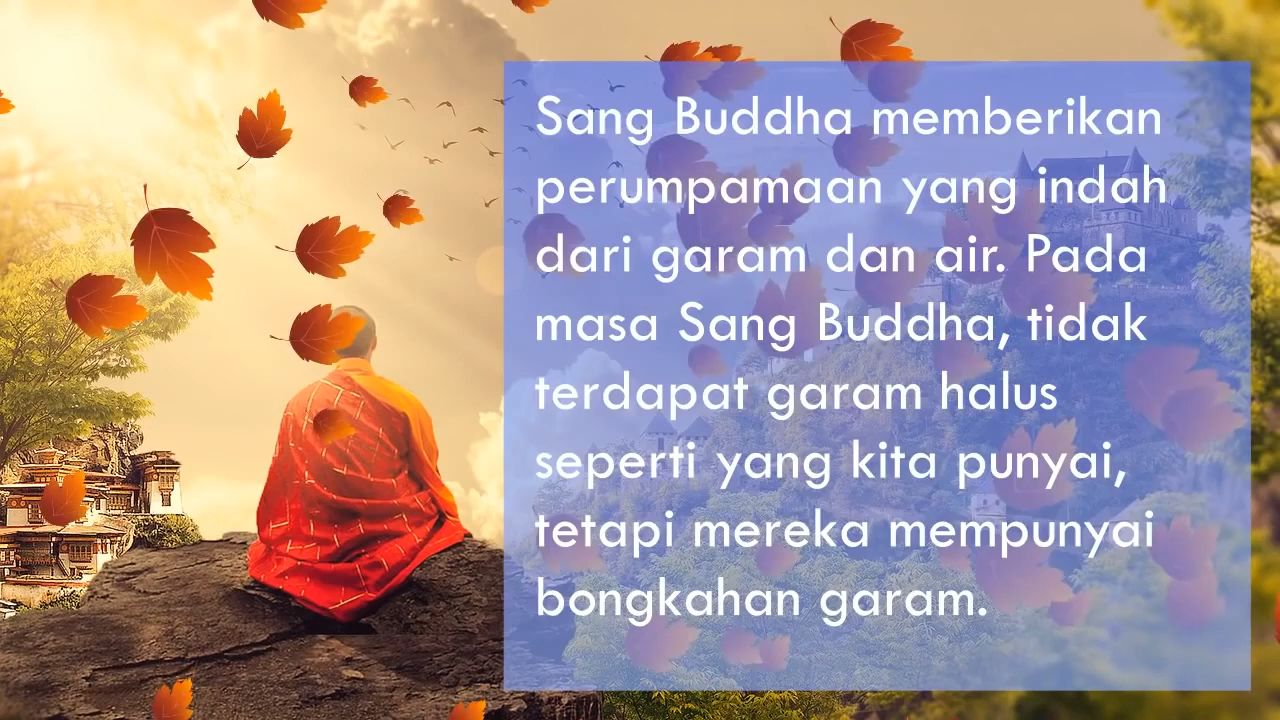 Sang Buddha memberikan
perumpamaan yang indah
dari garam dan air. Pada
masa Sang Buddha, tidak
terdapat garam halus
seperti yang kita punyai,
tetapi mereka mempunyai
bongkahan garam.